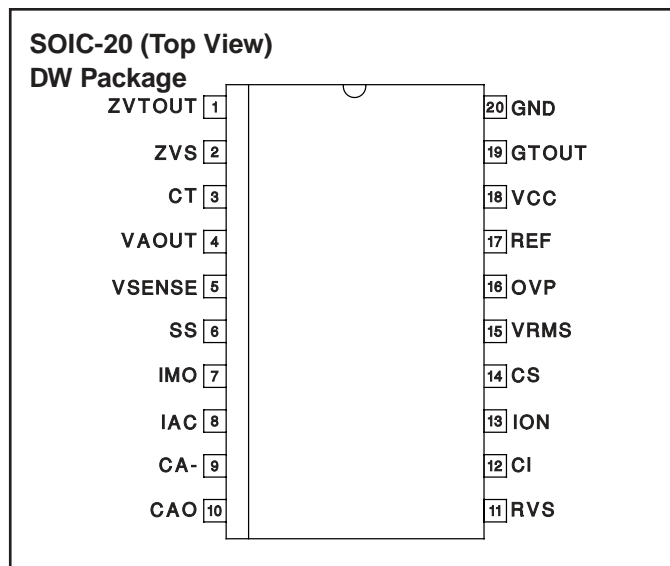 SOIC-20 (Top View)
DW Package
ZVTOUT 1
20 GND
ZVS 2
19 GTOUT
CT 3
18 VCC
VAOUT 4
17 REF
VSENSE 5
16 OVP
SS 6
15 VRMS
IMO 7
14 CS
IAC 8
13 ION
CA- 9
12 CI
CAO 10
11 RVS